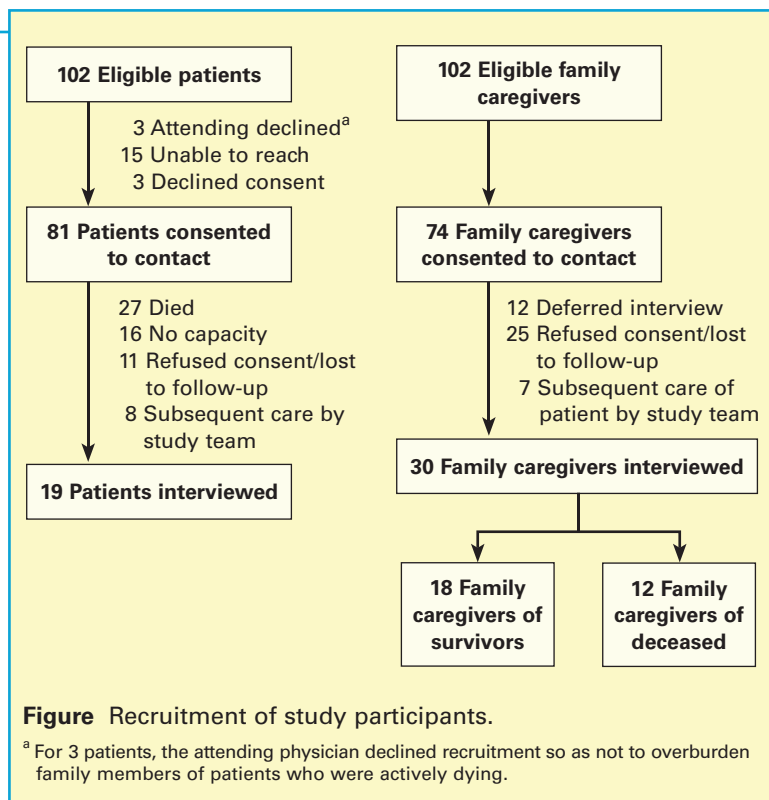 102 Eligible patients
3 Attending declinedᵃ
15 Unable to reach
3 Declined consent
81 Patients consented
to contact
27 Died
16 No capacity
11 Refused consent/lost
to follow-up
8 Subsequent care by
study team
19 Patients interviewed
102 Eligible family
caregivers
74 Family caregivers
consented to contact
12 Deferred interview
25 Refused consent/lost
to follow-up
7 Subsequent care of
patient by study team
30 Family caregivers interviewed
18 Family
caregivers of
survivors
12 Family
caregivers of
deceased
Figure Recruitment of study participants.
ᵃ For 3 patients, the attending physician declined recruitment so as not to overburden
family members of patients who were actively dying.